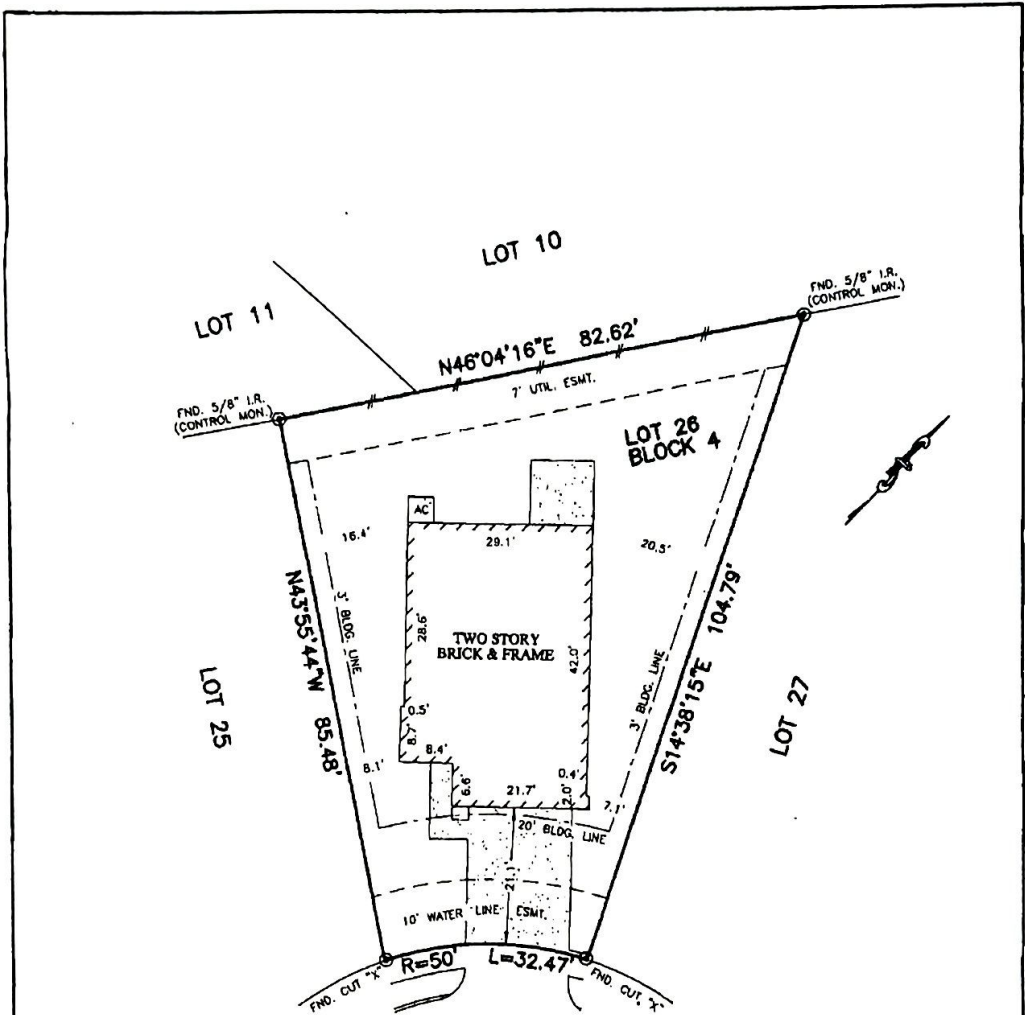 LOT 10
FND. 5/8" I.R.
(CONTROL MON.)
LOT 11
N46°04'16"E 82.62'
7' UTIL. ESMT.
FND. 5/8" I.R.
(CONTROL MON.)
LOT 26
BLOCK 4
AC
16.4'
29.1'
20.5'
N43°55'44"W 85.48'
3' BLDG. LINE
28.6'
TWO STORY
BRICK & FRAME
42.0'
S14°38'15"E 104.79'
3' BLDG. LINE
LOT 25
LOT 27
0.5'
8.7'
8.4'
8.1'
6.6'
21.7'
0.4'
2.0'
7.1'
20' BLDG. LINE
21.1'
10' WATER LINE ESMT.
R=50' L=32.47'
FND. CUT "X"
FND. CUT "X"